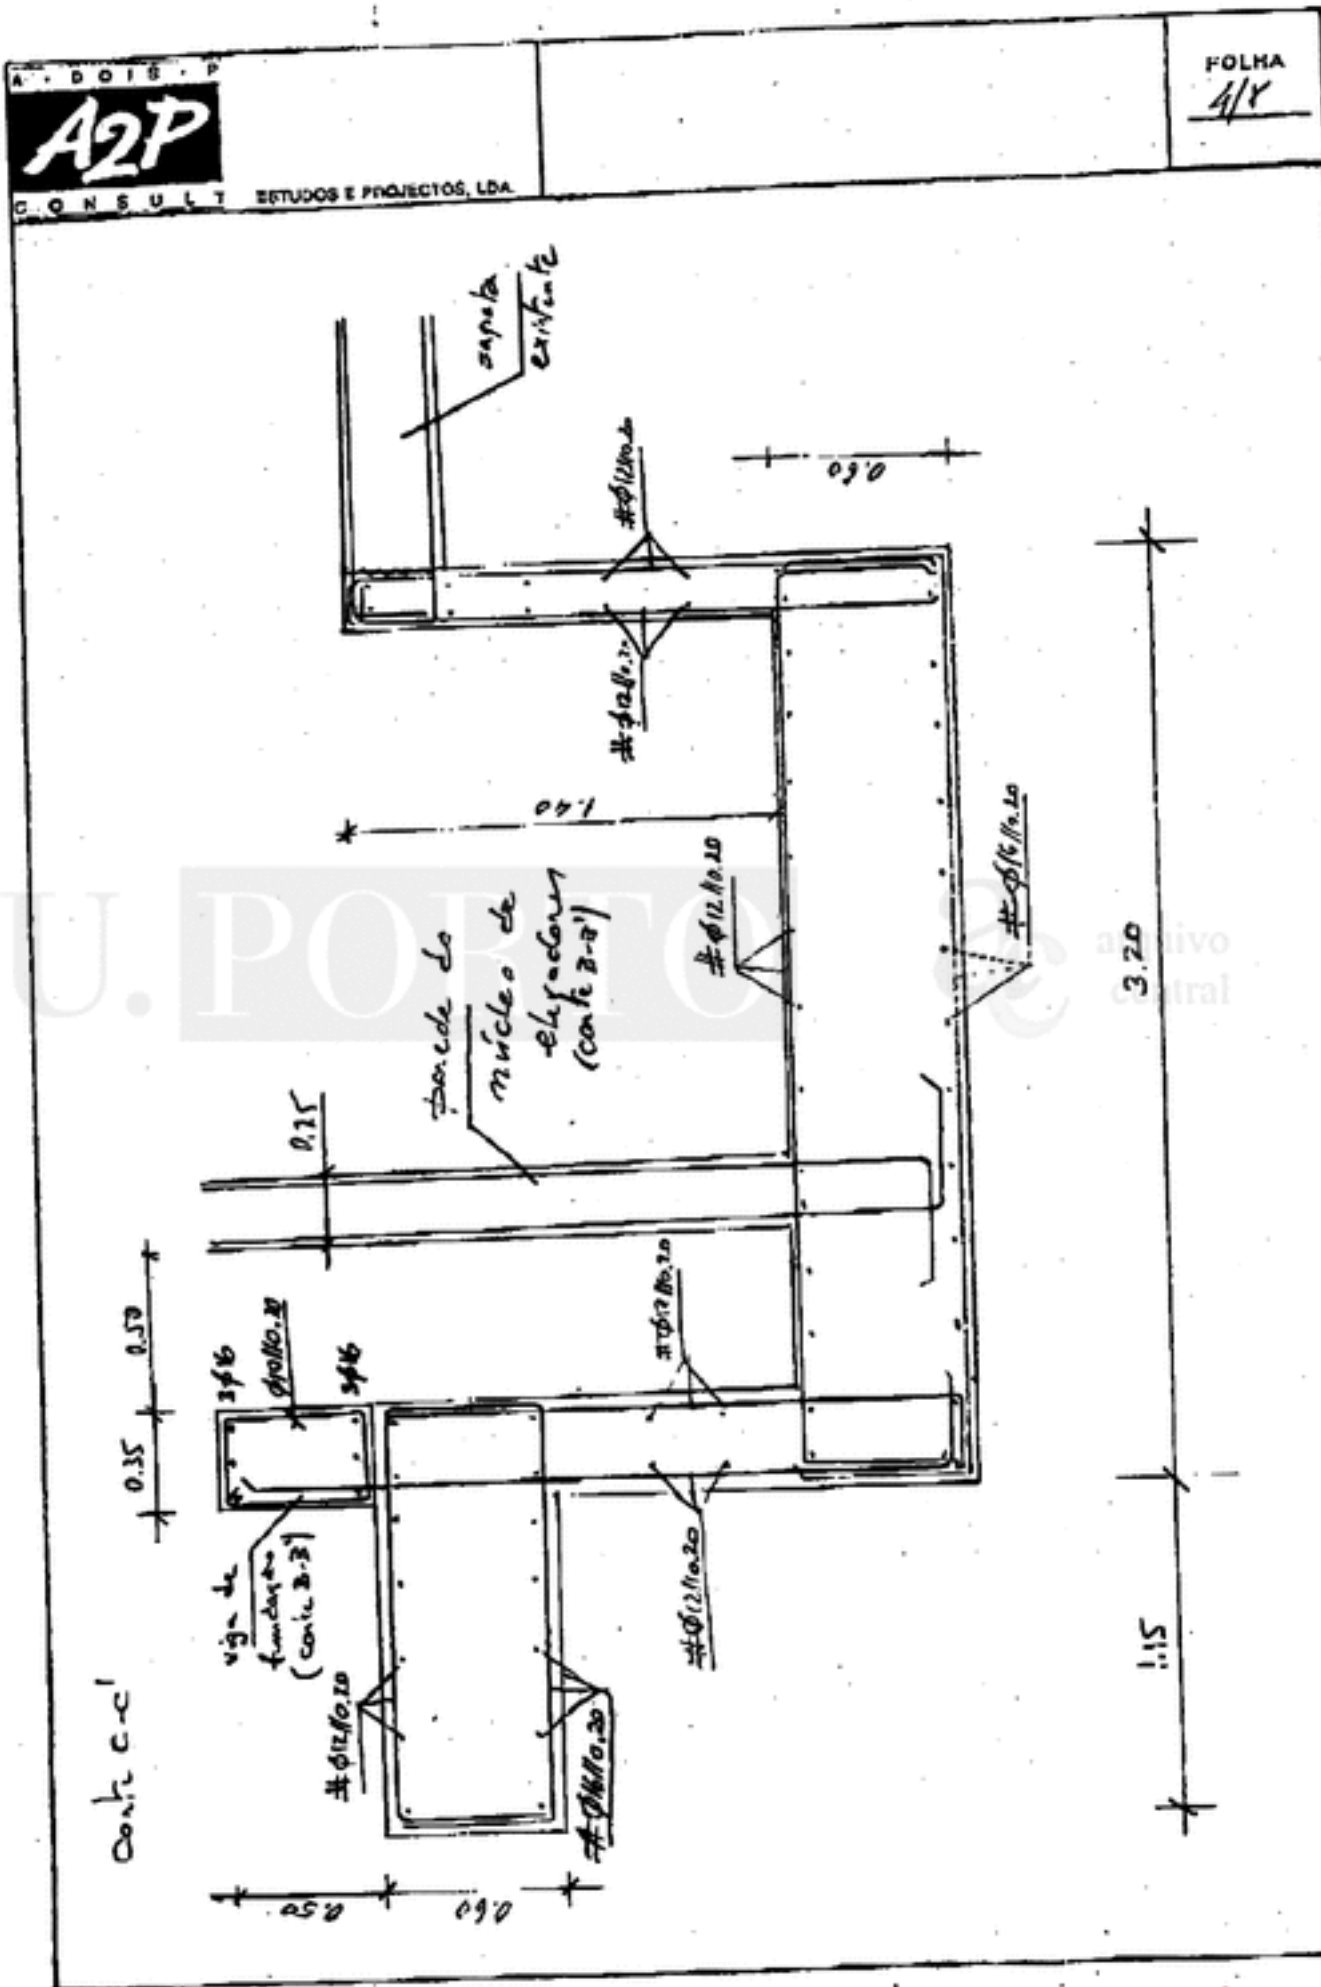 A · DOIS · P
A2P
CONSULT ESTUDOS E PROJECTOS, LDA.
FOLHA
Corte C-C'
viga de
fundação
(corte B-B')
0.35
0.50
0.25
3φ16
φ10//0.20
3φ16
parede do
núcleo de
elevadores
(corte B-B')
sapata
existente
#φ12//0.20
#φ12//0.20
#φ12//0.20
#φ12//0.20
#φ12//0.20
#φ12//0.20
#φ16//0.20
#φ16//0.20
0.50
0.60
1.40
0.60
1.15
3.20
U. PORTO
arquivo
central